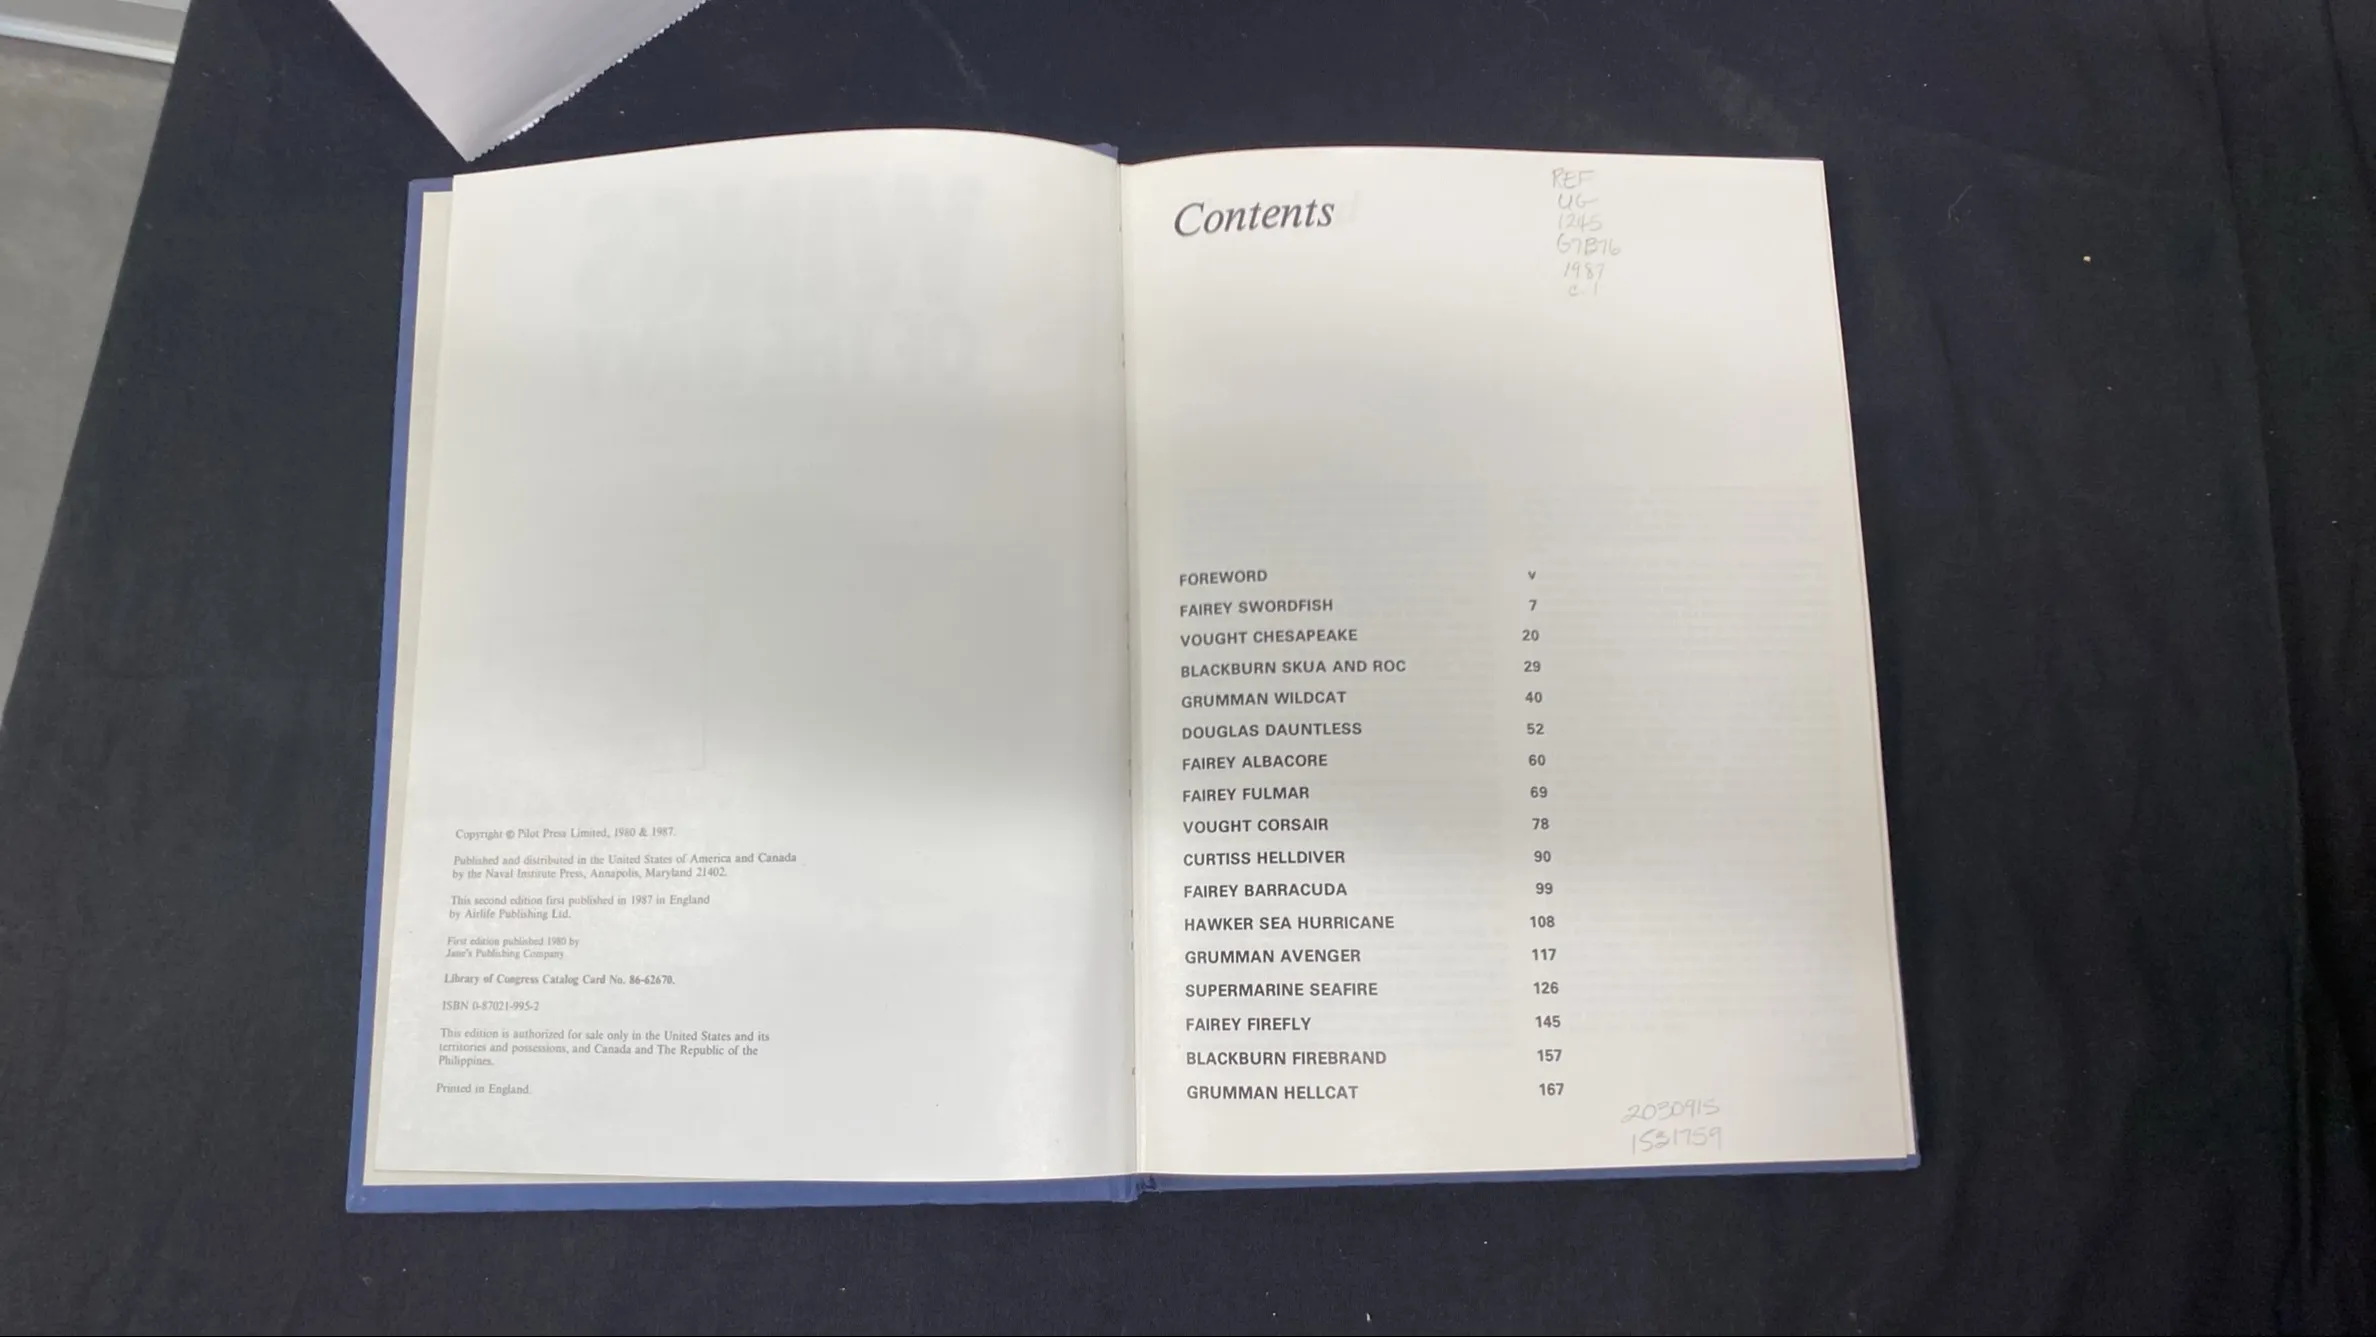 Copyright © Pilot Press Limited, 1980 & 1987.
Published and distributed in the United States of America and Canada
by the Naval Institute Press, Annapolis, Maryland 21402.
This second edition first published in 1987 in England
by Airlife Publishing Ltd.
First edition published 1980 by
Jane's Publishing Company
Library of Congress Catalog Card No. 86-62670.
ISBN 0-87021-995-2
This edition is authorized for sale only in the United States and its
territories and possessions, and Canada and The Republic of the
Philippines.
Printed in England.
Contents
REF
UG
1245
G7B76
1987
c.1
FOREWORD v
FAIREY SWORDFISH 7
VOUGHT CHESAPEAKE 20
BLACKBURN SKUA AND ROC 29
GRUMMAN WILDCAT 40
DOUGLAS DAUNTLESS 52
FAIREY ALBACORE 60
FAIREY FULMAR 69
VOUGHT CORSAIR 78
CURTISS HELLDIVER 90
FAIREY BARRACUDA 99
HAWKER SEA HURRICANE 108
GRUMMAN AVENGER 117
SUPERMARINE SEAFIRE 126
FAIREY FIREFLY 145
BLACKBURN FIREBRAND 157
GRUMMAN HELLCAT 167
2030915
1531759